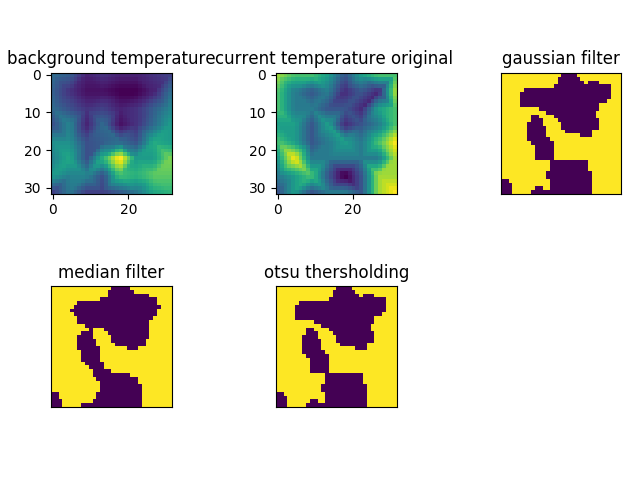 background temperature
current temperature original
gaussian filter
0
10
20
30
0
20
0
10
20
30
0
20
median filter
otsu thersholding